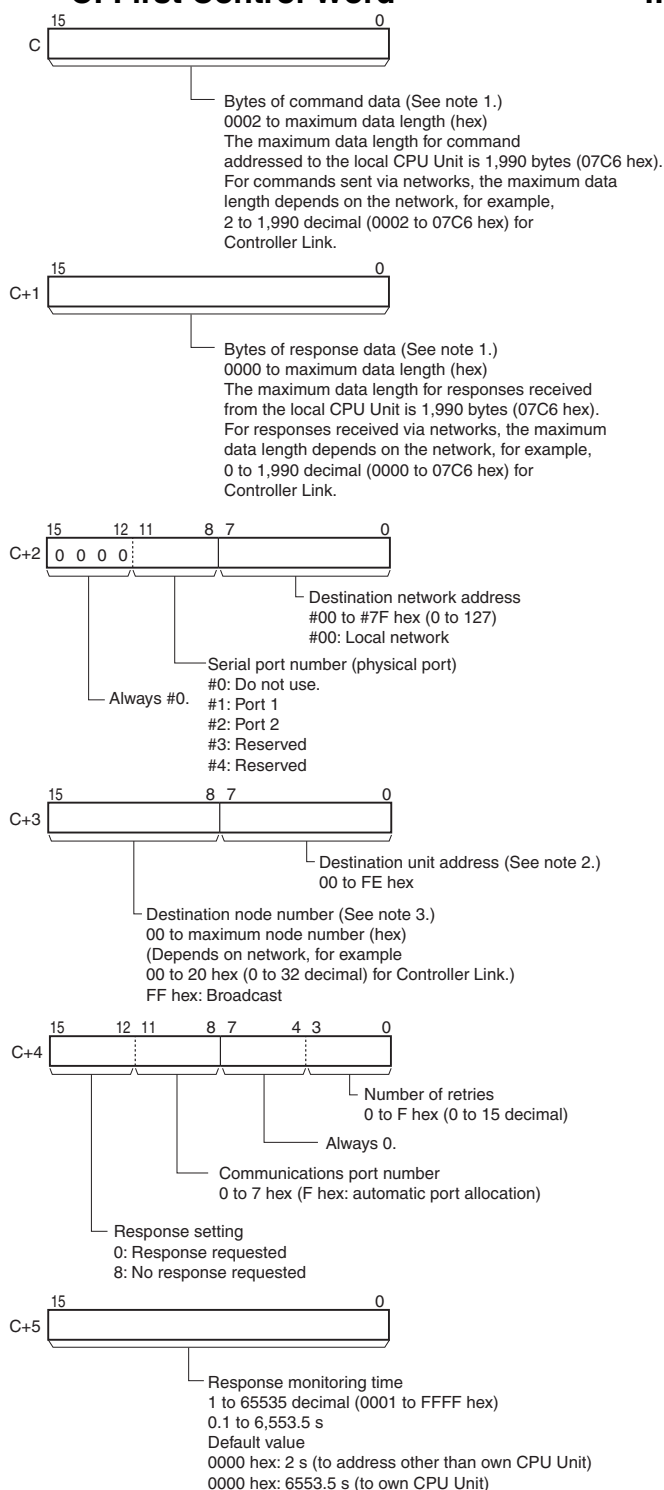 15 0
C
Bytes of command data (See note 1.)
0002 to maximum data length (hex)
The maximum data length for command
addressed to the local CPU Unit is 1,990 bytes (07C6 hex).
For commands sent via networks, the maximum data
length depends on the network, for example,
2 to 1,990 decimal (0002 to 07C6 hex) for
Controller Link.
15 0
C+1
Bytes of response data (See note 1.)
0000 to maximum data length (hex)
The maximum data length for responses received
from the local CPU Unit is 1,990 bytes (07C6 hex).
For responses received via networks, the maximum
data length depends on the network, for example,
0 to 1,990 decimal (0000 to 07C6 hex) for
Controller Link.
15 12 11 8 7 0
C+2 0 0 0 0
Destination network address
#00 to #7F hex (0 to 127)
#00: Local network
Serial port number (physical port)
#0: Do not use.
#1: Port 1
#2: Port 2
#3: Reserved
#4: Reserved
Always #0.
15 8 7 0
C+3
Destination unit address (See note 2.)
00 to FE hex
Destination node number (See note 3.)
00 to maximum node number (hex)
(Depends on network, for example
00 to 20 hex (0 to 32 decimal) for Controller Link.)
FF hex: Broadcast
15 12 11 8 7 4 3 0
C+4
Number of retries
0 to F hex (0 to 15 decimal)
Always 0.
Communications port number
0 to 7 hex (F hex: automatic port allocation)
Response setting
0: Response requested
8: No response requested
15 0
C+5
Response monitoring time
1 to 65535 decimal (0001 to FFFF hex)
0.1 to 6,553.5 s
Default value
0000 hex: 2 s (to address other than own CPU Unit)
0000 hex: 6553.5 s (to own CPU Unit)